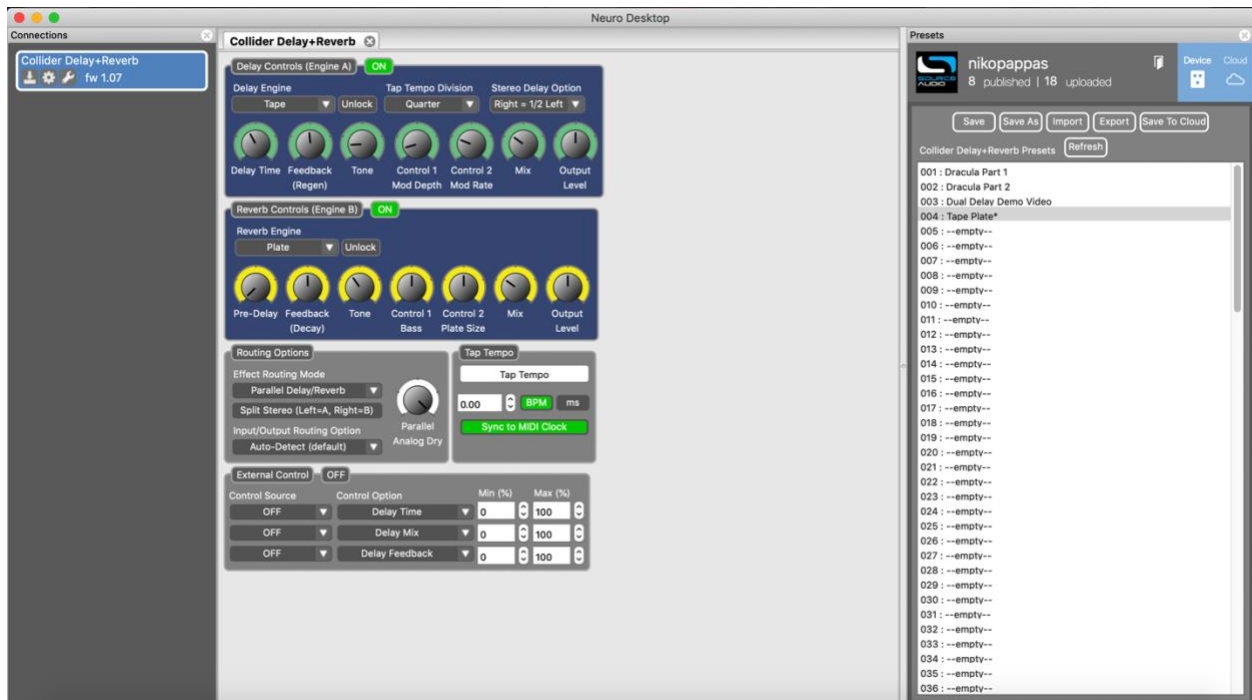 Neuro Desktop
Connections
Collider Delay+Reverb
fw 1.07
Collider Delay+Reverb
Delay Controls (Engine A) ON
Delay Engine Tap Tempo Division Stereo Delay Option
Tape Unlock Quarter Right = 1/2 Left
Delay Time Feedback Tone Control 1 Control 2 Mix Output
(Regen) Mod Depth Mod Rate Level
Reverb Controls (Engine B) ON
Reverb Engine
Plate Unlock
Pre-Delay Feedback Tone Control 1 Control 2 Mix Output
(Decay) Bass Plate Size Level
Routing Options
Effect Routing Mode
Parallel Delay/Reverb
Split Stereo (Left=A, Right=B)
Input/Output Routing Option
Auto-Detect (default)
Parallel
Analog Dry
Tap Tempo
Tap Tempo
0.00 BPM ms
Sync to MIDI Clock
External Control OFF
Control Source Control Option Min (%) Max (%)
OFF Delay Time 0 100
OFF Delay Mix 0 100
OFF Delay Feedback 0 100
Presets
SOURCE
AUDIO
nikopappas
8 published | 18 uploaded
Device Cloud
Save Save As Import Export Save To Cloud
Collider Delay+Reverb Presets Refresh
001 : Dracula Part 1
002 : Dracula Part 2
003 : Dual Delay Demo Video
004 : Tape Plate*
005 : --empty--
006 : --empty--
007 : --empty--
008 : --empty--
009 : --empty--
010 : --empty--
011 : --empty--
012 : --empty--
013 : --empty--
014 : --empty--
015 : --empty--
016 : --empty--
017 : --empty--
018 : --empty--
019 : --empty--
020 : --empty--
021 : --empty--
022 : --empty--
023 : --empty--
024 : --empty--
025 : --empty--
026 : --empty--
027 : --empty--
028 : --empty--
029 : --empty--
030 : --empty--
031 : --empty--
032 : --empty--
033 : --empty--
034 : --empty--
035 : --empty--
036 : --empty--